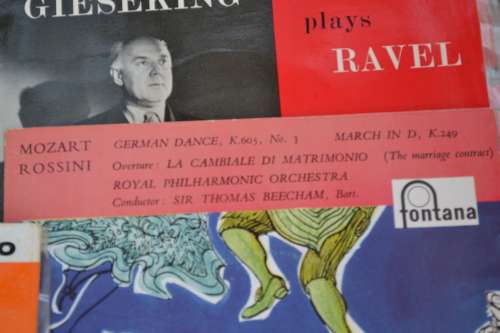 GIESEKING
plays
RAVEL
MOZART GERMAN DANCE, K.605, No. 3 MARCH IN D, K.249
ROSSINI Overture: LA CAMBIALE DI MATRIMONIO (The marriage contract)
ROYAL PHILHARMONIC ORCHESTRA
Conductor: SIR THOMAS BEECHAM, Bart.
fontana
O